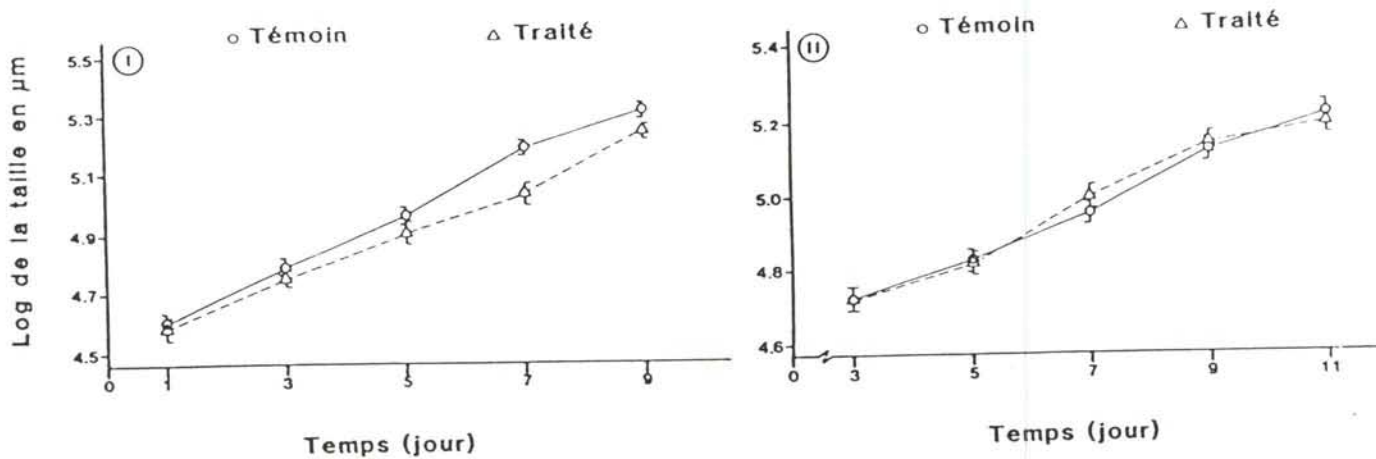 ○ Témoin △ Traité
I
Log de la taille en µm
5.5
5.3
5.1
4.9
4.7
4.5
0 1 3 5 7 9
Temps (jour)
○ Témoin △ Traité
II
5.4
5.2
5.0
4.8
4.6
0 3 5 7 9 11
Temps (jour)